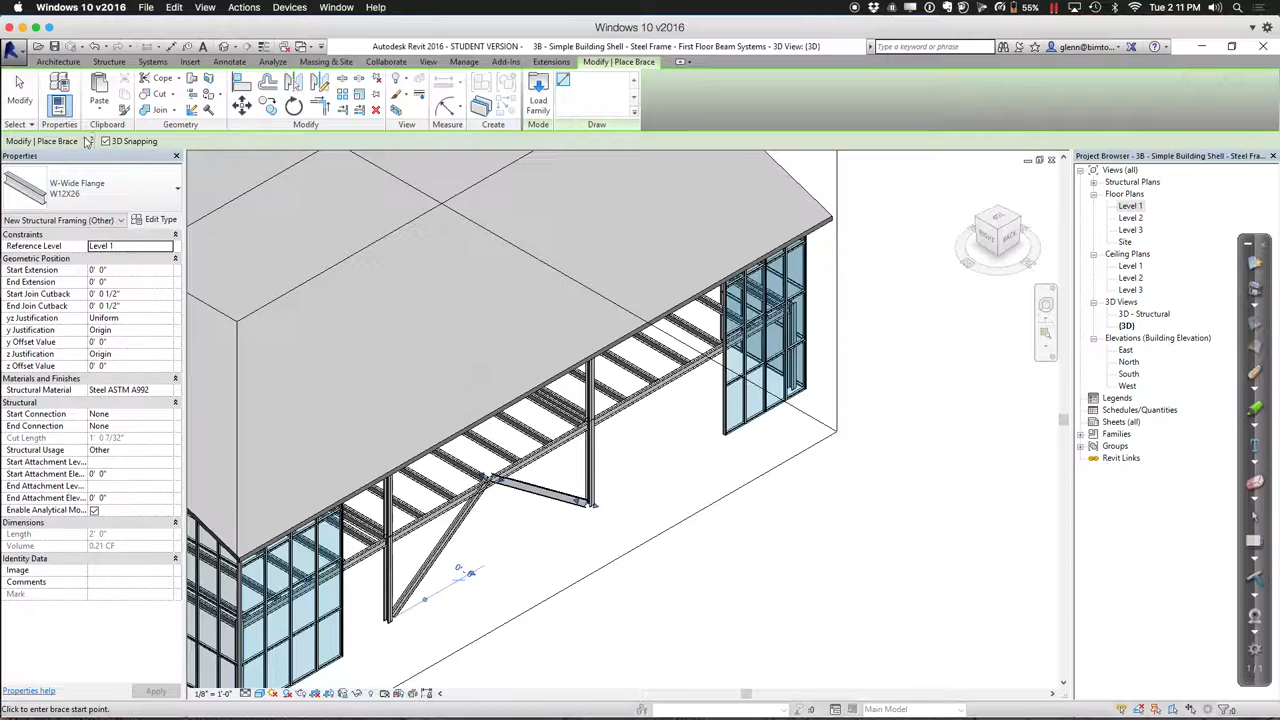 Windows 10 v2016 File Edit View Actions Devices Window Help 55% Tue 2 11 PM
Windows 10 v2016
Autodesk Revit 2016 - STUDENT VERSION - 3B - Simple Building Shell - Steel Frame - First Floor Beam Systems - 3D View: {3D} Type a keyword or phrase glenn@bimto...
Architecture Structure Systems Insert Annotate Analyze Massing & Site Collaborate View Manage Add-Ins Extensions Modify | Place Brace
Modify Cope Cut Join Paste Load Family
Select Properties Clipboard Geometry Modify View Measure Create Mode Draw
Modify | Place Brace 3D Snapping
Properties
W-Wide Flange
W12X26
New Structural Framing (Other) Edit Type
Constraints
Reference Level Level 1
Geometric Position
Start Extension 0' 0"
End Extension 0' 0"
Start Join Cutback 0' 0 1/2"
End Join Cutback 0' 0 1/2"
yz Justification Uniform
y Justification Origin
y Offset Value 0' 0"
z Justification Origin
z Offset Value 0' 0"
Materials and Finishes
Structural Material Steel ASTM A992
Structural
Start Connection None
End Connection None
Cut Length 1' 0 7/32"
Structural Usage Other
Start Attachment Lev...
Start Attachment Ele... 0' 0"
End Attachment Lev...
End Attachment Elev... 0' 0"
Enable Analytical Mo...
Dimensions
Length 2' 0"
Volume 0.21 CF
Identity Data
Image
Comments
Mark
Properties help Apply
Click to enter brace start point.
RIGHT BACK
1/8" = 1'-0"
:0 Main Model :0
Project Browser - 3B - Simple Building Shell - Steel Fra...
Views (all)
Structural Plans
Floor Plans
Level 1
Level 2
Level 3
Site
Ceiling Plans
Level 1
Level 2
Level 3
3D Views
3D - Structural
{3D}
Elevations (Building Elevation)
East
North
South
West
Legends
Schedules/Quantities
Sheets (all)
Families
Groups
Revit Links
1/1